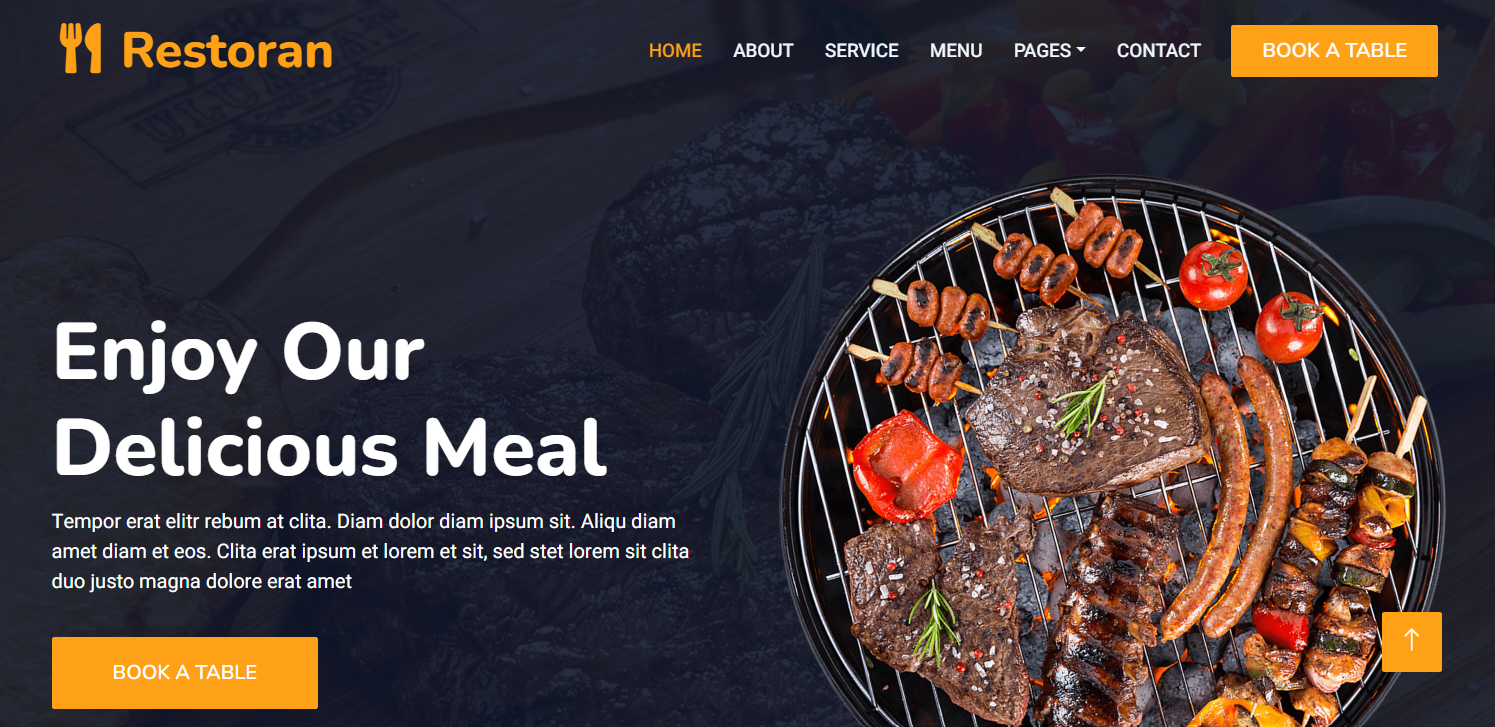 Restoran
HOME ABOUT SERVICE MENU PAGES CONTACT BOOK A TABLE
Enjoy Our
Delicious Meal
Tempor erat elitr rebum at clita. Diam dolor diam ipsum sit. Aliqu diam
amet diam et eos. Clita erat ipsum et lorem et sit, sed stet lorem sit clita
duo justo magna dolore erat amet
BOOK A TABLE